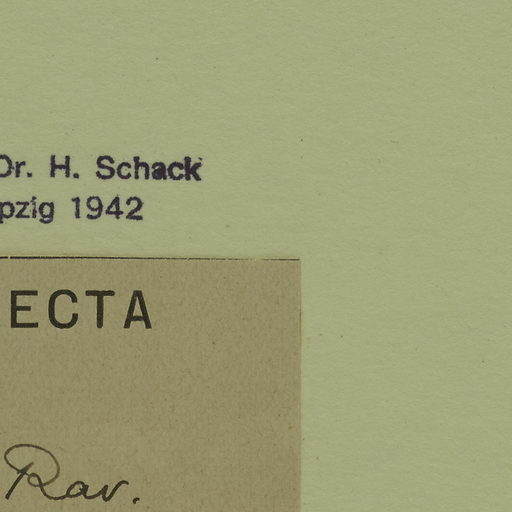 Dr. H. Schack
pzig 1942
ECTA
Rav.